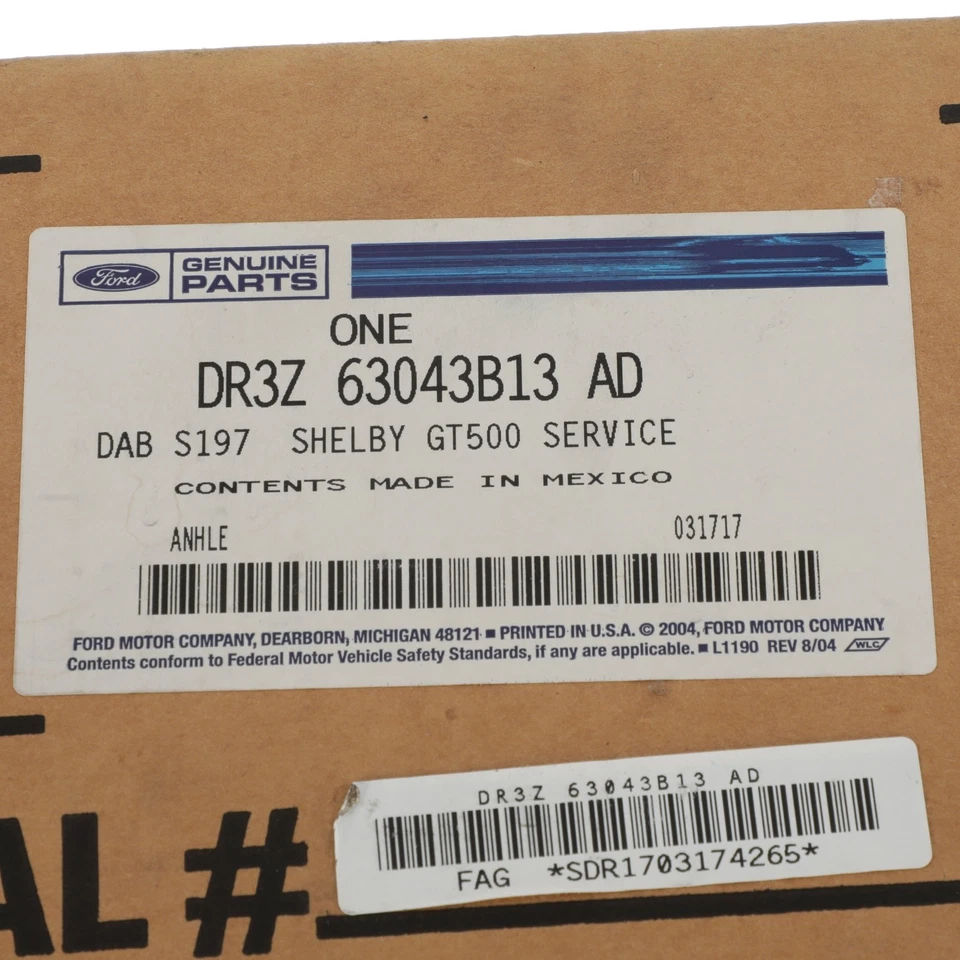 Ford GENUINE PARTS
ONE
DR3Z 63043B13 AD
DAB S197 SHELBY GT500 SERVICE
CONTENTS MADE IN MEXICO
ANHLE 031717
FORD MOTOR COMPANY, DEARBORN, MICHIGAN 48121 ■ PRINTED IN U.S.A. © 2004, FORD MOTOR COMPANY
Contents conform to Federal Motor Vehicle Safety Standards, if any are applicable. ■ L1190 REV 8/04 WLC
DR3Z 63043B13 AD
FAG *SDR1703174265*
AL #